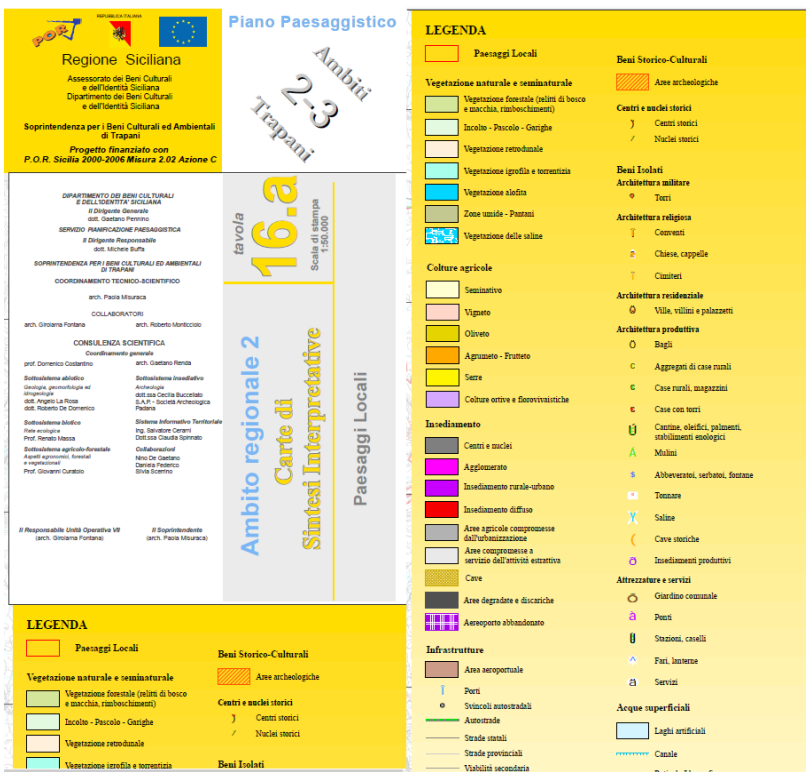 REPUBBLICA ITALIANA
POR
Regione Siciliana
Assessorato dei Beni Culturali
e dell'Identità Siciliana
Dipartimento dei Beni Culturali
e dell'Identità Siciliana
Soprintendenza per i Beni Culturali ed Ambientali
di Trapani
Progetto finanziato con
P.O.R. Sicilia 2000-2006 Misura 2.02 Azione C
Piano Paesaggistico
Ambiti
2-3
Trapani
DIPARTIMENTO DEI BENI CULTURALI
E DELL'IDENTITA' SICILIANA
Il Dirigente Generale
dott. Gaetano Pennino
SERVIZIO PIANIFICAZIONE PAESAGGISTICA
Il Dirigente Responsabile
dott. Michele Buffa
SOPRINTENDENZA PER I BENI CULTURALI ED AMBIENTALI
DI TRAPANI
COORDINAMENTO TECNICO-SCIENTIFICO
arch. Paola Misuraca
COLLABORATORI
arch. Girolama Fontana
arch. Roberto Monticciolo
CONSULENZA SCIENTIFICA
Coordinamento generale
prof. Domenico Costantino
arch. Gaetano Renda
Sottosistema abiotico
Geologia, geomorfologia ed
idrogeologia
dott. Angelo La Rosa
dott. Roberto De Domenico
Sottosistema biotico
Rete ecologica
Prof. Renato Massa
Sottosistema agricolo-forestale
Aspetti agronomici, forestali
e vegetazionali
Prof. Giovanni Curatolo
Sottosistema Insediativo
Archeologia
dott.ssa Cecilia Buccellato
S.A.P. - Società Archeologica
Padana
Sistema Informativo Territoriale
Ing. Salvatore Cerami
Dott.ssa Claudia Spinnato
Collaborazioni
Nino De Gaetano
Daniela Federico
Silvia Scerrino
Il Responsabile Unità Operativa VII
(arch. Girolama Fontana)
Il Soprintendente
(arch. Paola Misuraca)
tavola
16.a
Scala di stampa
1:50.000
Ambito regionale 2
Carte di
Sintesi Interpretative
Paesaggi Locali
LEGENDA
Paesaggi Locali
Vegetazione naturale e seminaturale
Vegetazione forestale (relitti di bosco
e macchia, rimboschimenti)
Incolto - Pascolo - Garighe
Vegetazione retrodunale
Vegetazione igrofila e torrentizia
Beni Storico-Culturali
Aree archeologiche
Centri e nuclei storici
Centri storici
Nuclei storici
Beni Isolati
LEGENDA
Paesaggi Locali
Vegetazione naturale e seminaturale
Vegetazione forestale (relitti di bosco
e macchia, rimboschimenti)
Incolto - Pascolo - Garighe
Vegetazione retrodunale
Vegetazione igrofila e torrentizia
Vegetazione alofita
Zone umide - Pantani
Vegetazione delle saline
Colture agricole
Seminativo
Vigneto
Oliveto
Agrumeto - Frutteto
Serre
Colture ortive e florovivaistiche
Insediamento
Centri e nuclei
Agglomerato
Insediamento rurale-urbano
Insediamento diffuso
Aree agricole compromesse
dall'urbanizzazione
Aree compromesse a
servizio dell'attività estrattiva
Cave
Aree degradate e discariche
Aereoporto abbandonato
Infrastrutture
Area aeroportuale
Porti
Svincoli autostradali
Autostrade
Strade statali
Strade provinciali
Viabilità secondaria
Beni Storico-Culturali
Aree archeologiche
Centri e nuclei storici
Centri storici
Nuclei storici
Beni Isolati
Architettura militare
Torri
Architettura religiosa
Conventi
Chiese, cappelle
Cimiteri
Architettura residenziale
Ville, villini e palazzetti
Architettura produttiva
Bagli
Aggregati di case rurali
Case rurali, magazzini
Case con torri
Cantine, oleifici, palmenti,
stabilimenti enologici
Mulini
Abbeveratoi, serbatoi, fontane
Tonnare
Saline
Cave storiche
Insediamenti produttivi
Attrezzature e servizi
Giardino comunale
Ponti
Stazioni, caselli
Fari, lanterne
Servizi
Acque superficiali
Laghi artificiali
Canale